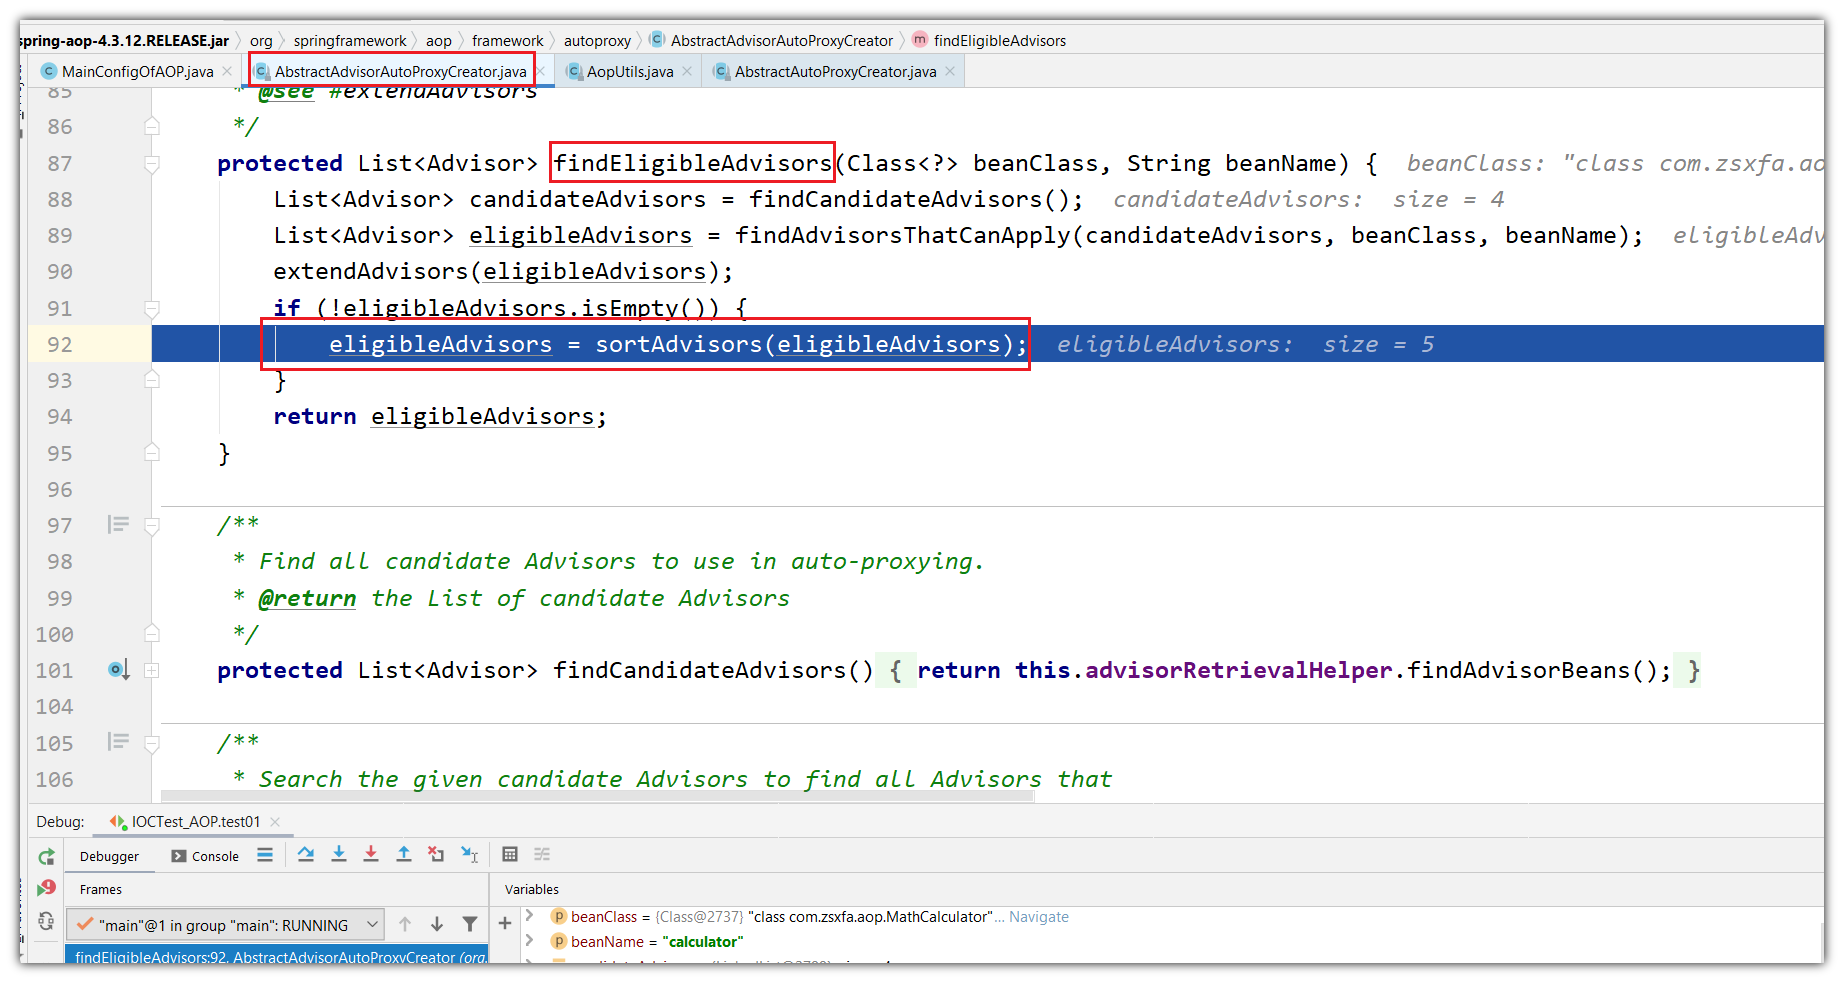 spring-aop-4.3.12.RELEASE.jar org springframework aop framework autoproxy AbstractAdvisorAutoProxyCreator findEligibleAdvisors
MainConfigOfAOP.java AbstractAdvisorAutoProxyCreator.java AopUtils.java AbstractAutoProxyCreator.java
85 * @see #extendAdvisors
86 */
87 protected List<Advisor> findEligibleAdvisors(Class<?> beanClass, String beanName) { beanClass: "class com.zsxfa.ao
88 List<Advisor> candidateAdvisors = findCandidateAdvisors(); candidateAdvisors: size = 4
89 List<Advisor> eligibleAdvisors = findAdvisorsThatCanApply(candidateAdvisors, beanClass, beanName); eligibleAdv
90 extendAdvisors(eligibleAdvisors);
91 if (!eligibleAdvisors.isEmpty()) {
92 eligibleAdvisors = sortAdvisors(eligibleAdvisors); eligibleAdvisors: size = 5
93 }
94 return eligibleAdvisors;
95 }
96
97 /**
98 * Find all candidate Advisors to use in auto-proxying.
99 * @return the List of candidate Advisors
100 */
101 protected List<Advisor> findCandidateAdvisors() { return this.advisorRetrievalHelper.findAdvisorBeans(); }
104
105 /**
106 * Search the given candidate Advisors to find all Advisors that
Debug: IOCTest_AOP.test01
Debugger Console
Frames Variables
"main"@1 in group "main": RUNNING
beanClass = {Class@2737} "class com.zsxfa.aop.MathCalculator"... Navigate
beanName = "calculator"
findEligibleAdvisors:92, AbstractAdvisorAutoProxyCreator (org.